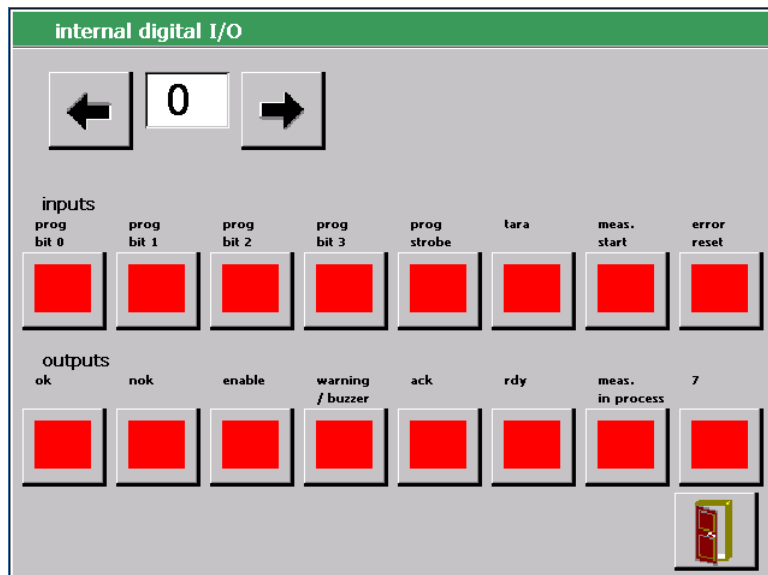 internal digital I/O
0
inputs
prog prog prog prog prog tara meas. error
bit 0 bit 1 bit 2 bit 3 strobe start reset
outputs
ok nok enable warning ack rdy meas. 7
/ buzzer in process